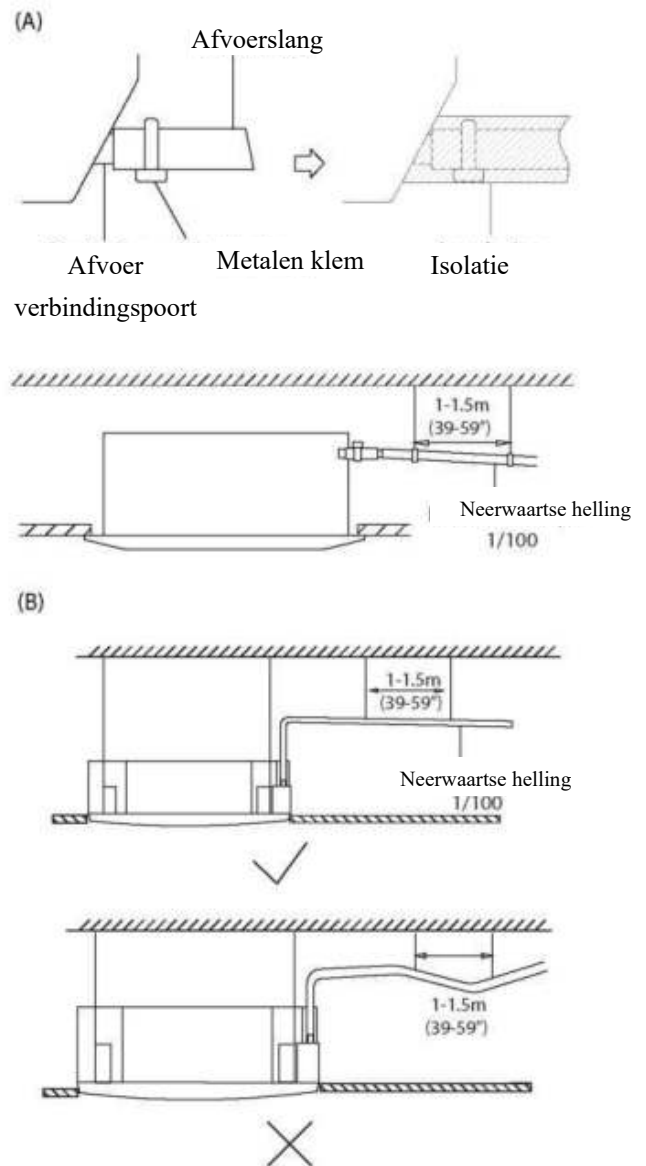 (A)
Afvoerslang
Afvoer
verbindingspoort
Metalen klem
Isolatie
1-1.5m
(39-59")
Neerwaartse helling
1/100
(B)
1-1.5m
(39-59")
Neerwaartse helling
1/100
1-1.5m
(39-59")